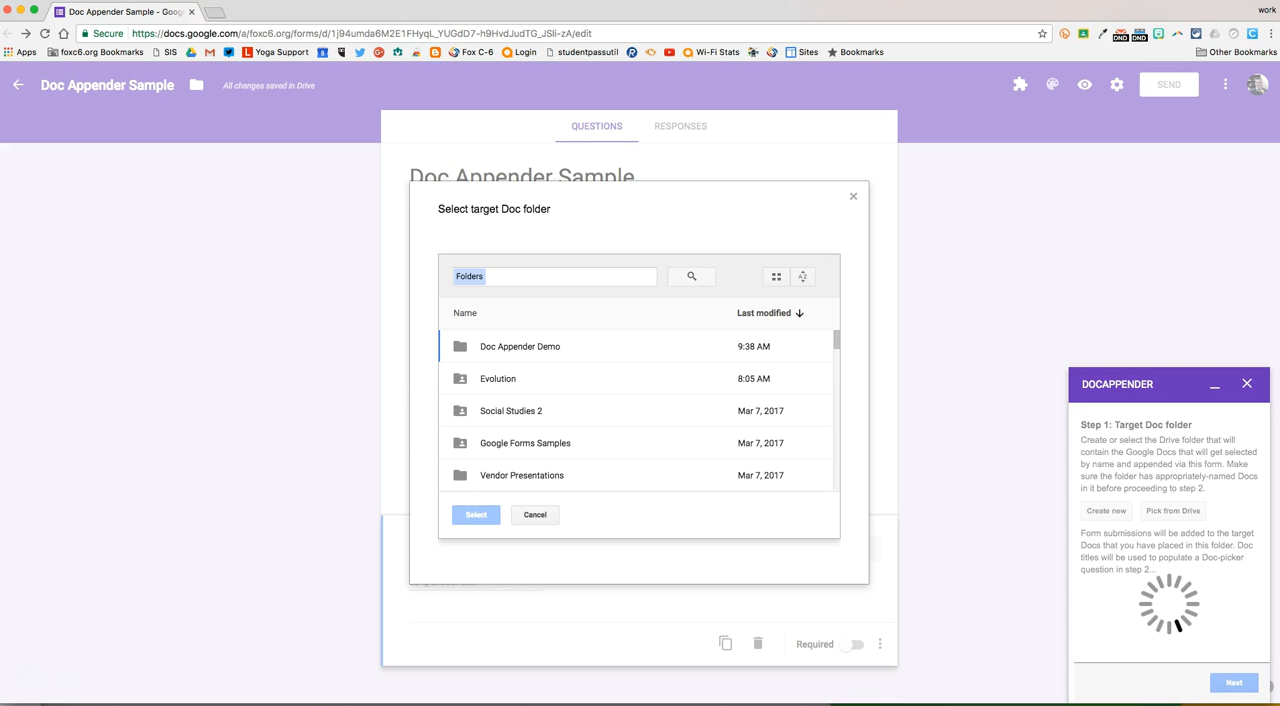 Doc Appender Sample - Goog
work
Secure
https://docs.google.com/a/foxc6.org/forms/d/1j94umda6M2E1FHyqL_YUGdD7-h9HvdJudTG_JSIi-zA/edit
Apps
foxc6.org Bookmarks
SIS
Gmail
Yoga Support
Fox C-6
Login
studentpassutil
Wi-Fi Stats
Sites
Bookmarks
Other Bookmarks
Doc Appender Sample
All changes saved in Drive
SEND
QUESTIONS
RESPONSES
Doc Appender Sample
Select target Doc folder
Folders
Name
Last modified
Doc Appender Demo
9:38 AM
Evolution
8:05 AM
Social Studies 2
Mar 7, 2017
Google Forms Samples
Mar 7, 2017
Vendor Presentations
Mar 7, 2017
Select
Cancel
Required
DOCAPPENDER
Step 1: Target Doc folder
Create or select the Drive folder that will
contain the Google Docs that will get selected
by name and appended via this form. Make
sure the folder has appropriately-named Docs
in it before proceeding to step 2.
Create new
Pick from Drive
Form submissions will be added to the target
Docs that you have placed in this folder. Doc
titles will be used to populate a Doc-picker
question in step 2...
Next